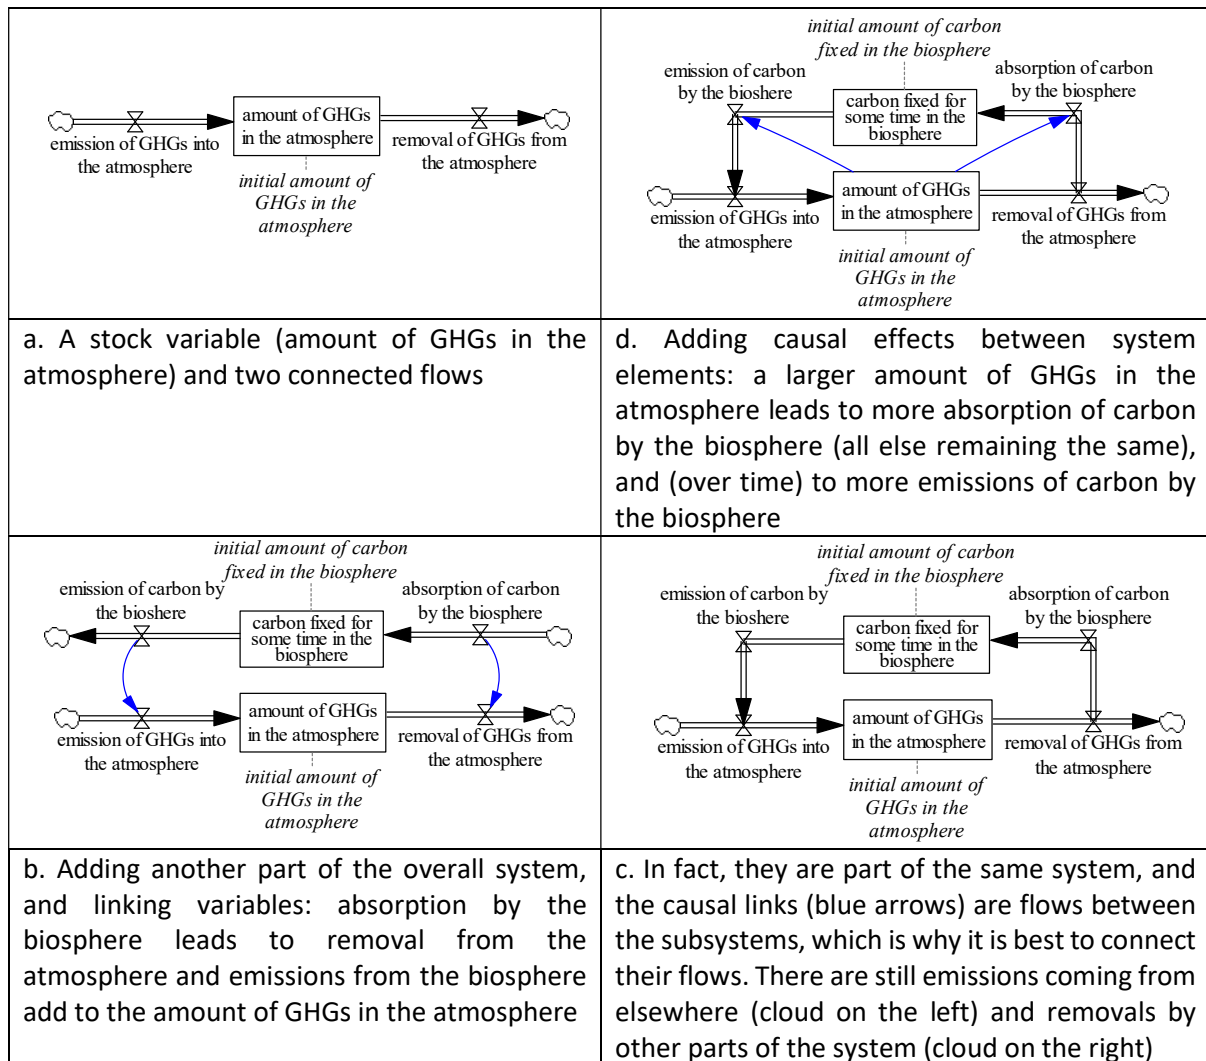 amount of GHGs
in the atmosphere
emission of GHGs into
the atmosphere
removal of GHGs from
the atmosphere
initial amount of
GHGs in the
atmosphere
initial amount of carbon
fixed in the biosphere
emission of carbon
by the bioshere
absorption of carbon
by the biosphere
carbon fixed for
some time in the
biosphere
amount of GHGs
in the atmosphere
emission of GHGs into
the atmosphere
removal of GHGs from
the atmosphere
initial amount of
GHGs in the
atmosphere
a. A stock variable (amount of GHGs in the
atmosphere) and two connected flows
d. Adding causal effects between system
elements: a larger amount of GHGs in the
atmosphere leads to more absorption of carbon
by the biosphere (all else remaining the same),
and (over time) to more emissions of carbon by
the biosphere
initial amount of carbon
fixed in the biosphere
emission of carbon by
the bioshere
absorption of carbon
by the biosphere
carbon fixed for
some time in the
biosphere
amount of GHGs
in the atmosphere
emission of GHGs into
the atmosphere
removal of GHGs from
the atmosphere
initial amount of
GHGs in the
atmosphere
initial amount of carbon
fixed in the biosphere
emission of carbon by
the bioshere
absorption of carbon
by the biosphere
carbon fixed for
some time in the
biosphere
amount of GHGs
in the atmosphere
emission of GHGs into
the atmosphere
removal of GHGs from
the atmosphere
initial amount of
GHGs in the
atmosphere
b. Adding another part of the overall system,
and linking variables: absorption by the
biosphere leads to removal from the
atmosphere and emissions from the biosphere
add to the amount of GHGs in the atmosphere
c. In fact, they are part of the same system, and
the causal links (blue arrows) are flows between
the subsystems, which is why it is best to connect
their flows. There are still emissions coming from
elsewhere (cloud on the left) and removals by
other parts of the system (cloud on the right)